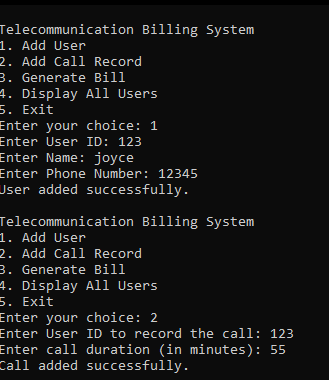 Telecommunication Billing System
1. Add User
2. Add Call Record
3. Generate Bill
4. Display All Users
5. Exit
Enter your choice: 1
Enter User ID: 123
Enter Name: joyce
Enter Phone Number: 12345
User added successfully.
Telecommunication Billing System
1. Add User
2. Add Call Record
3. Generate Bill
4. Display All Users
5. Exit
Enter your choice: 2
Enter User ID to record the call: 123
Enter call duration (in minutes): 55
Call added successfully.